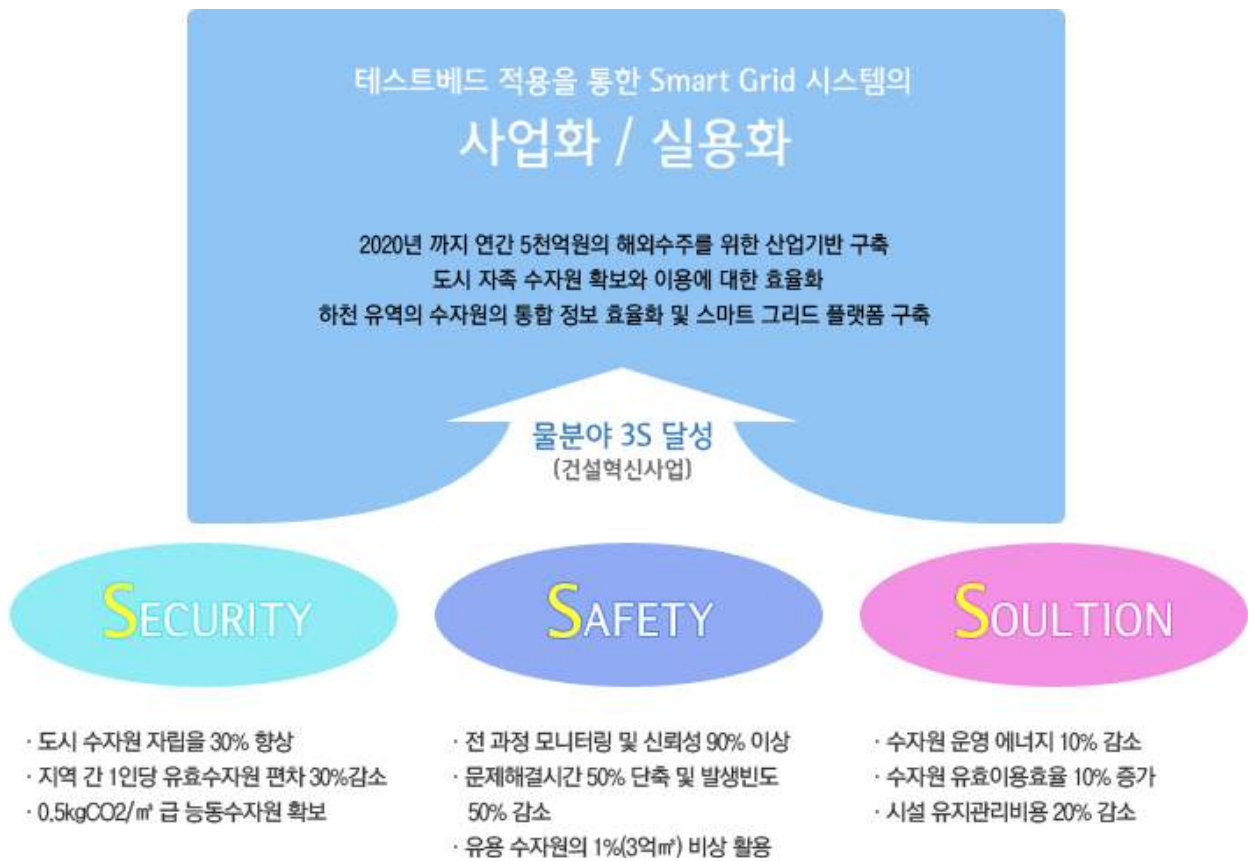 테스트베드 적용을 통한 Smart Grid 시스템의
사업화 / 실용화
2020년 까지 연간 5천억원의 해외수주를 위한 산업기반 구축
도시 자족 수자원 확보와 이용에 대한 효율화
하천 유역의 수자원의 통합 정보 효율화 및 스마트 그리드 플랫폼 구축
물분야 3S 달성
(건설혁신사업)
SECURITY
SAFETY
SOULTION
· 도시 수자원 자립율 30% 향상
· 지역 간 1인당 유효수자원 편차 30%감소
· 0.5kgCO2/㎥ 급 능동수자원 확보
· 전 과정 모니터링 및 신뢰성 90% 이상
· 문제해결시간 50% 단축 및 발생빈도
50% 감소
· 유용 수자원의 1%(3억㎥) 비상 활용
· 수자원 운영 에너지 10% 감소
· 수자원 유효이용효율 10% 증가
· 시설 유지관리비용 20% 감소